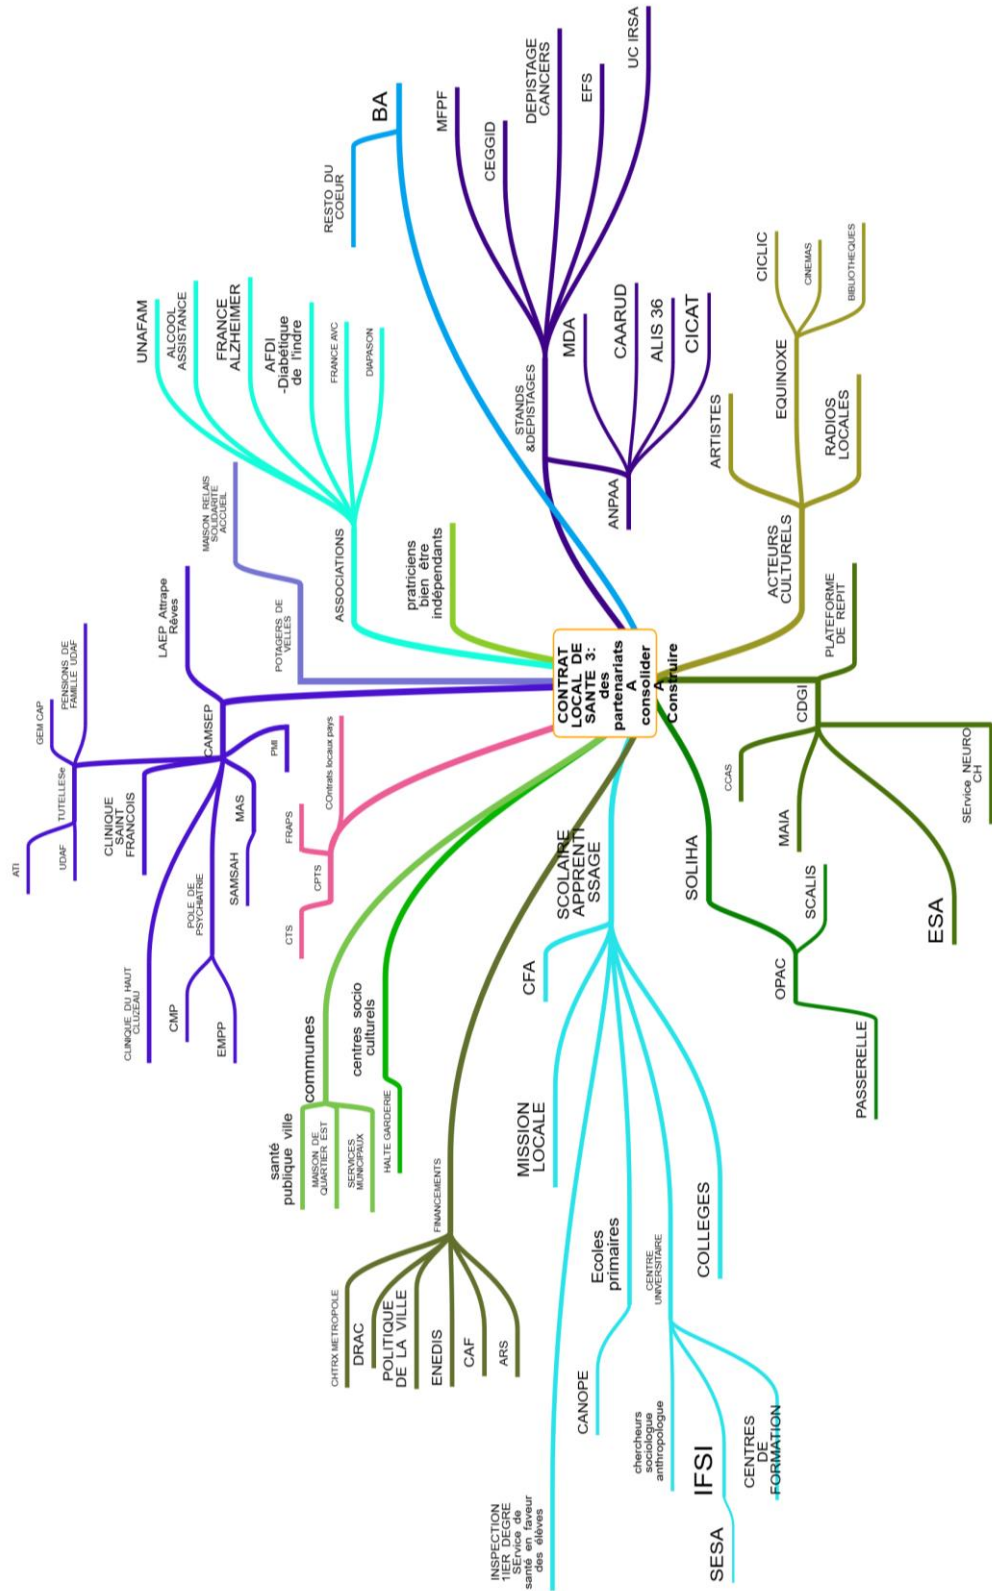 CONTRAT
LOCAL DE
SANTE 3:
des
partenariats
A
consolider
A
Construire
BA
RESTO DU
COEUR
STANDS
&DEPISTAGES
MFPF
CEGGID
DEPISTAGE
CANCERS
EFS
UC IRSA
ANPAA
MDA
CAARUD
ALIS 36
CICAT
ACTEURS
CULTURELS
ARTISTES
EQUINOXE
CICLIC
CINEMAS
BIBLIOTHEQUES
RADIOS
LOCALES
CDGI
PLATEFORME
DE REPIT
CCAS
MAIA
ESA
SErvice NEURO
CH
SOLIHA
OPAC
SCALIS
PASSERELLE
SCOLAIRE
APPRENTI
SSAGE
CFA
MISSION
LOCALE
INSPECTION
1IER DEGRE
SErvice de
santé en faveur
des élèves
Ecoles
primaires
CANOPE
CENTRE
UNIVERSITAIRE
chercheurs
sociologue
anthropologue
IFSI
SESA
CENTRES
DE
FORMATION
COLLEGES
FINANCEMENTS
CHTRX METROPOLE
DRAC
POLITIQUE
DE LA VILLE
ENEDIS
CAF
ARS
centres socio
culturels
HALTE GARDERIE
communes
santé
publique ville
MAISON DE
QUARTIER EST
SERVICES
MUNICIPAUX
COntrats locaux pays
CPTS
FRAPS
CTS
CAMSEP
LAEP Attrape
Rêves
PMI
MAS
SAMSAH
POLE DE
PSYCHIATRIE
CMP
EMPP
CLINIQUE DU HAUT
CLUZEAU
CLINIQUE
SAINT
FRANCOIS
TUTELLESe
GEM CAP
PENSIONS DE
FAMILLE UDAF
ATI
UDAF
POTAGERS DE
VELLES
MAISON RELAIS
SOLIDARITE
ACCUEIL
ASSOCIATIONS
UNAFAM
ALCOOL
ASSISTANCE
FRANCE
ALZHEIMER
AFDI
-Diabétique
de l'indre
FRANCE AVC
DIAPASON
pratriciens
bien être
indépendants